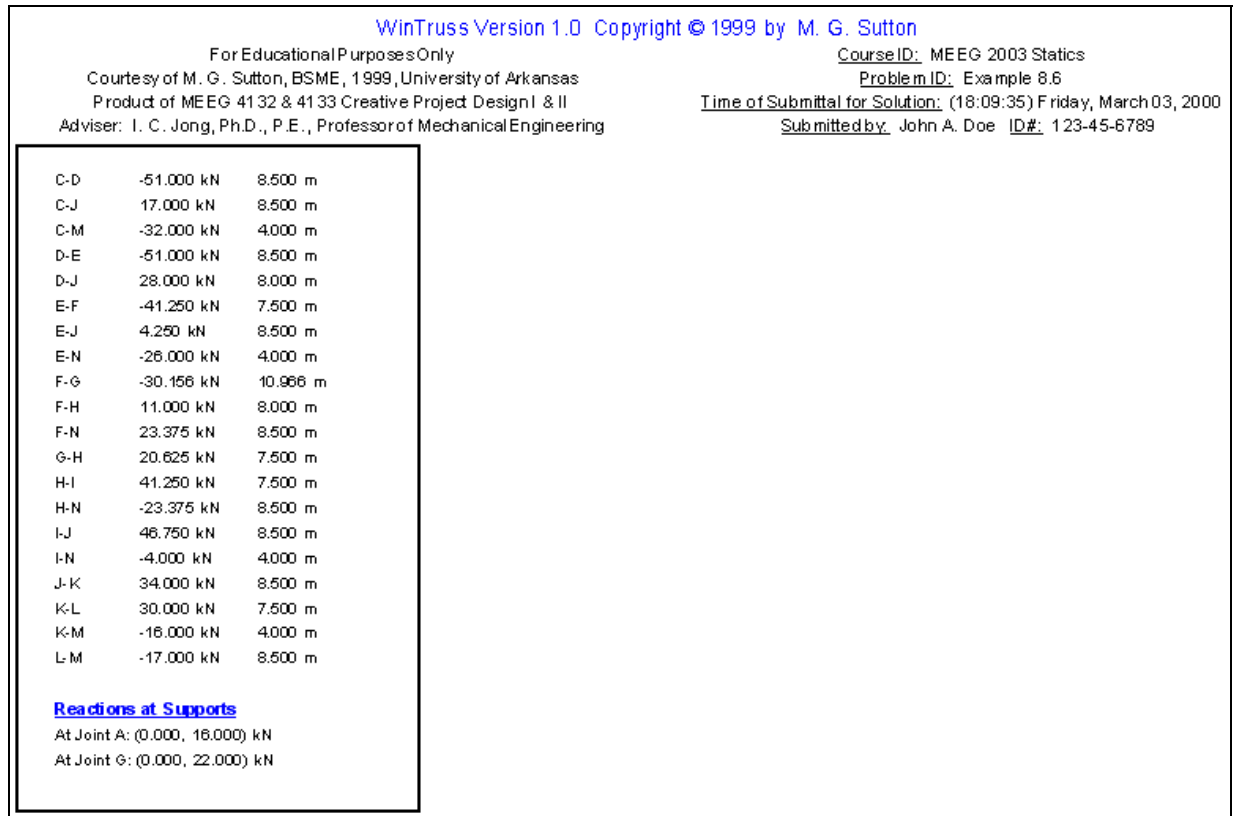 WinTruss Version 1.0 Copyright © 1999 by M. G. Sutton
For Educational Purposes Only
Courtesy of M. G. Sutton, BSME, 1999, University of Arkansas
Product of MEEG 4132 & 4133 Creative Project Design I & II
Adviser: I. C. Jong, Ph.D., P.E., Professor of Mechanical Engineering
Course ID: MEEG 2003 Statics
Problem ID: Example 8.6
Time of Submittal for Solution: (18:09:35) Friday, March 03, 2000
Submitted by: John A. Doe ID#: 123-45-6789
C-D -51.000 kN 8.500 m
C-J 17.000 kN 8.500 m
C-M -32.000 kN 4.000 m
D-E -51.000 kN 8.500 m
D-J 28.000 kN 8.000 m
E-F -41.250 kN 7.500 m
E-J 4.250 kN 8.500 m
E-N -26.000 kN 4.000 m
F-G -30.156 kN 10.966 m
F-H 11.000 kN 8.000 m
F-N 23.375 kN 8.500 m
G-H 20.625 kN 7.500 m
H-I 41.250 kN 7.500 m
H-N -23.375 kN 8.500 m
I-J 46.750 kN 8.500 m
I-N -4.000 kN 4.000 m
J-K 34.000 kN 8.500 m
K-L 30.000 kN 7.500 m
K-M -16.000 kN 4.000 m
L-M -17.000 kN 8.500 m
Reactions at Supports
At Joint A: (0.000, 16.000) kN
At Joint G: (0.000, 22.000) kN